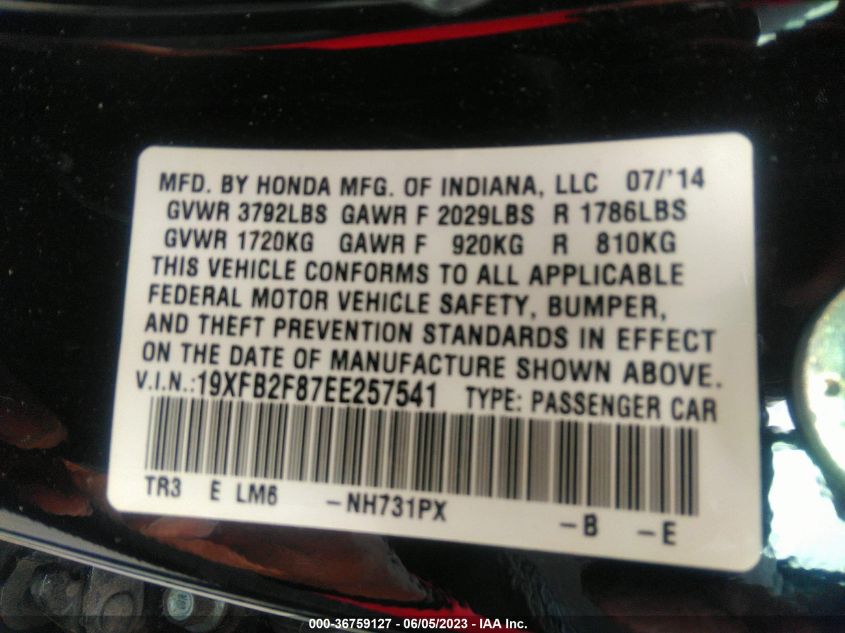 MFD. BY HONDA MFG. OF INDIANA, LLC 07/'14
GVWR 3792LBS GAWR F 2029LBS R 1786LBS
GVWR 1720KG GAWR F 920KG R 810KG
THIS VEHICLE CONFORMS TO ALL APPLICABLE
FEDERAL MOTOR VEHICLE SAFETY, BUMPER,
AND THEFT PREVENTION STANDARDS IN EFFECT
ON THE DATE OF MANUFACTURE SHOWN ABOVE.
V.I.N.:19XFB2F87EE257541 TYPE: PASSENGER CAR
TR3 E LM6 -NH731PX -B -E
000-36759127 - 06/05/2023 - IAA Inc.